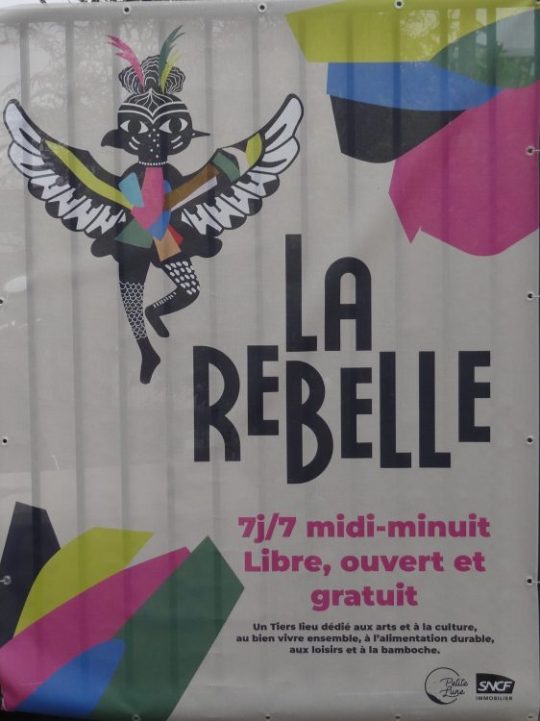 LA
REBELLE
7j/7 midi-minuit
Libre, ouvert et
gratuit
Un Tiers lieu dédié aux arts et à la culture,
au bien vivre ensemble, à l'alimentation durable,
aux loisirs et à la bamboche.
Petite
Lune
SNCF
IMMOBILIER